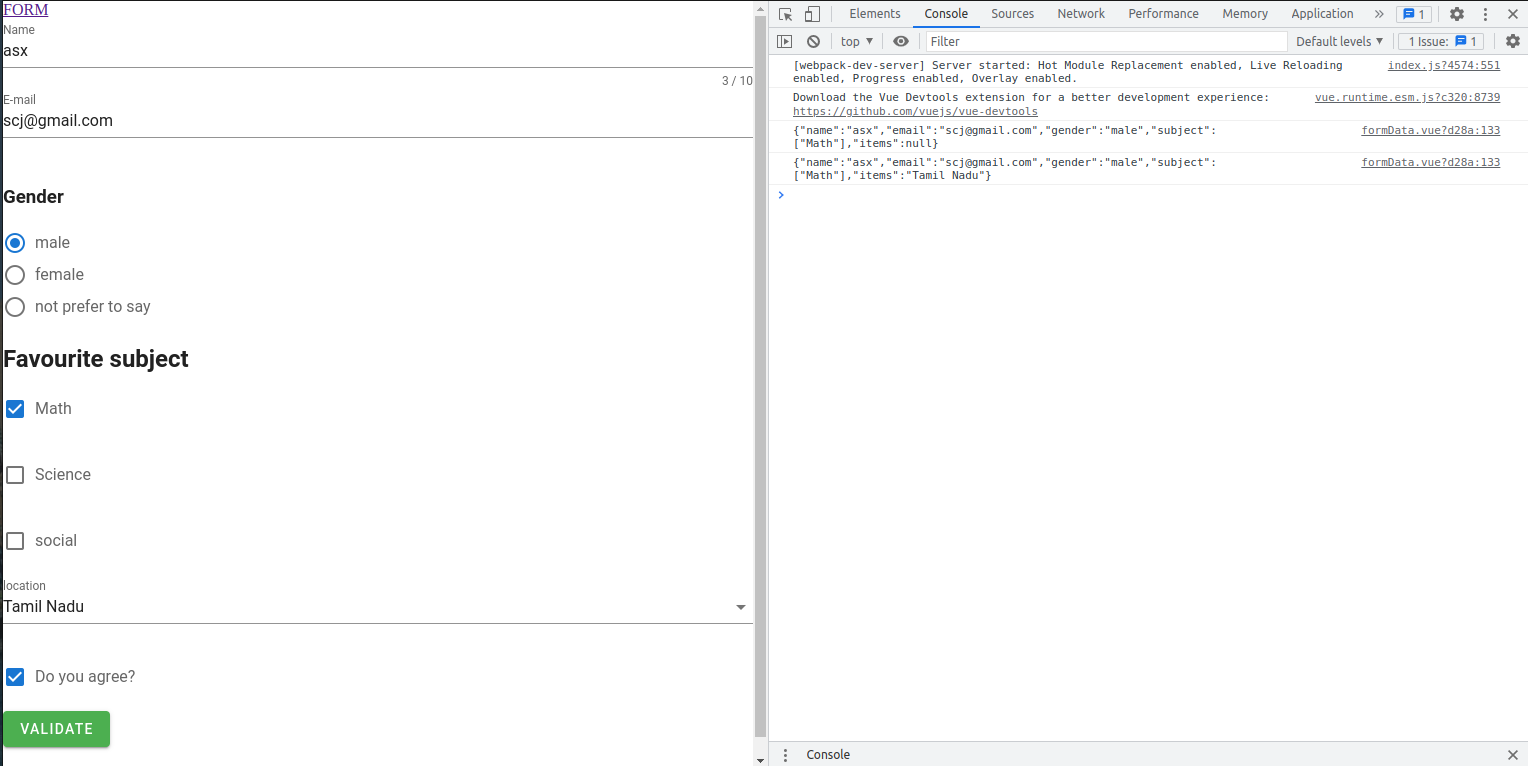 FORM
Name
asx
3 / 10
E-mail
scj@gmail.com
Gender
male
female
not prefer to say
Favourite subject
Math
Science
social
location
Tamil Nadu
Do you agree?
VALIDATE
Elements Console Sources Network Performance Memory Application » 1
top Filter Default levels 1 Issue: 1
[webpack-dev-server] Server started: Hot Module Replacement enabled, Live Reloading index.js?4574:551
enabled, Progress enabled, Overlay enabled.
Download the Vue Devtools extension for a better development experience: vue.runtime.esm.js?c320:8739
https://github.com/vuejs/vue-devtools
{"name":"asx","email":"scj@gmail.com","gender":"male","subject": formData.vue?d28a:133
["Math"],"items":null}
{"name":"asx","email":"scj@gmail.com","gender":"male","subject": formData.vue?d28a:133
["Math"],"items":"Tamil Nadu"}
Console